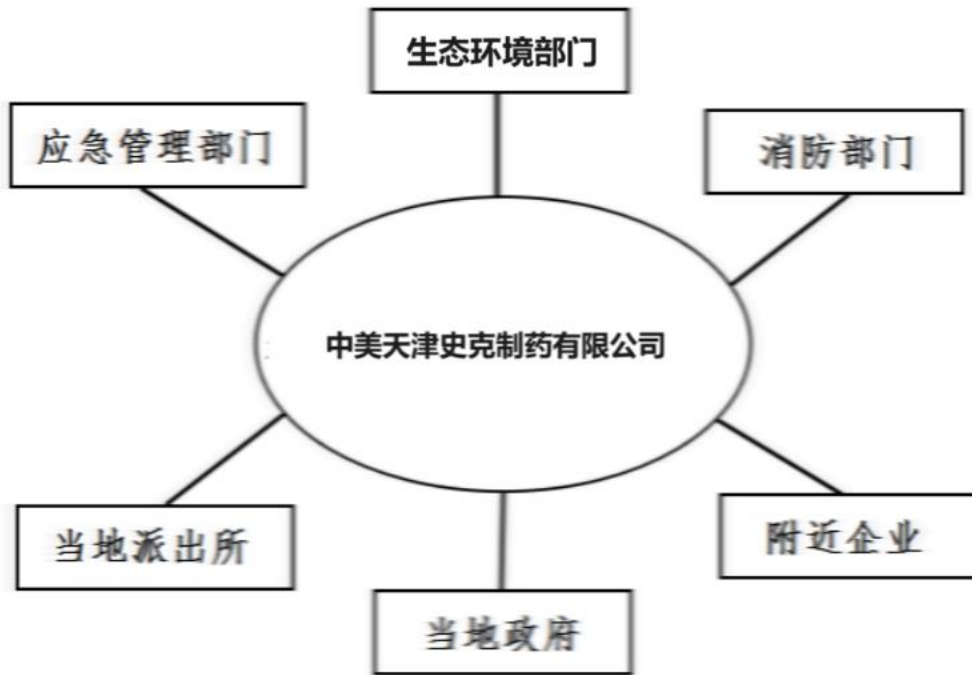 生态环境部门
应急管理部门
消防部门
中美天津史克制药有限公司
当地派出所
附近企业
当地政府